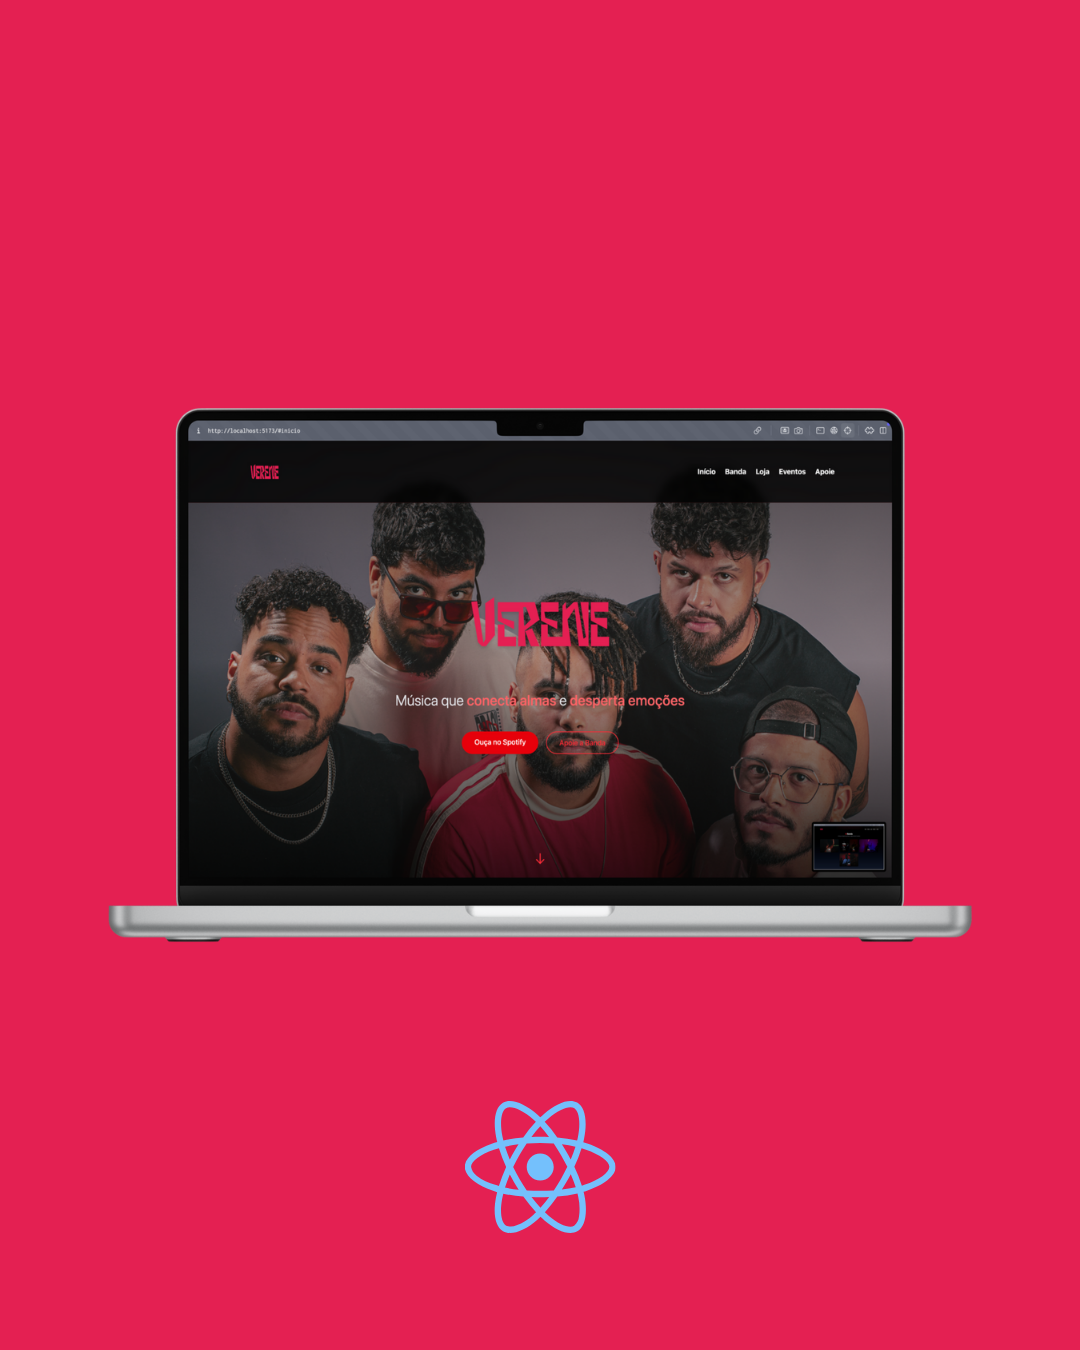 http://localhost:5173/#inicio
VERENE
Início Banda Loja Eventos Apoie
VERENE
Música que conecta almas e desperta emoções
Ouça no Spotify